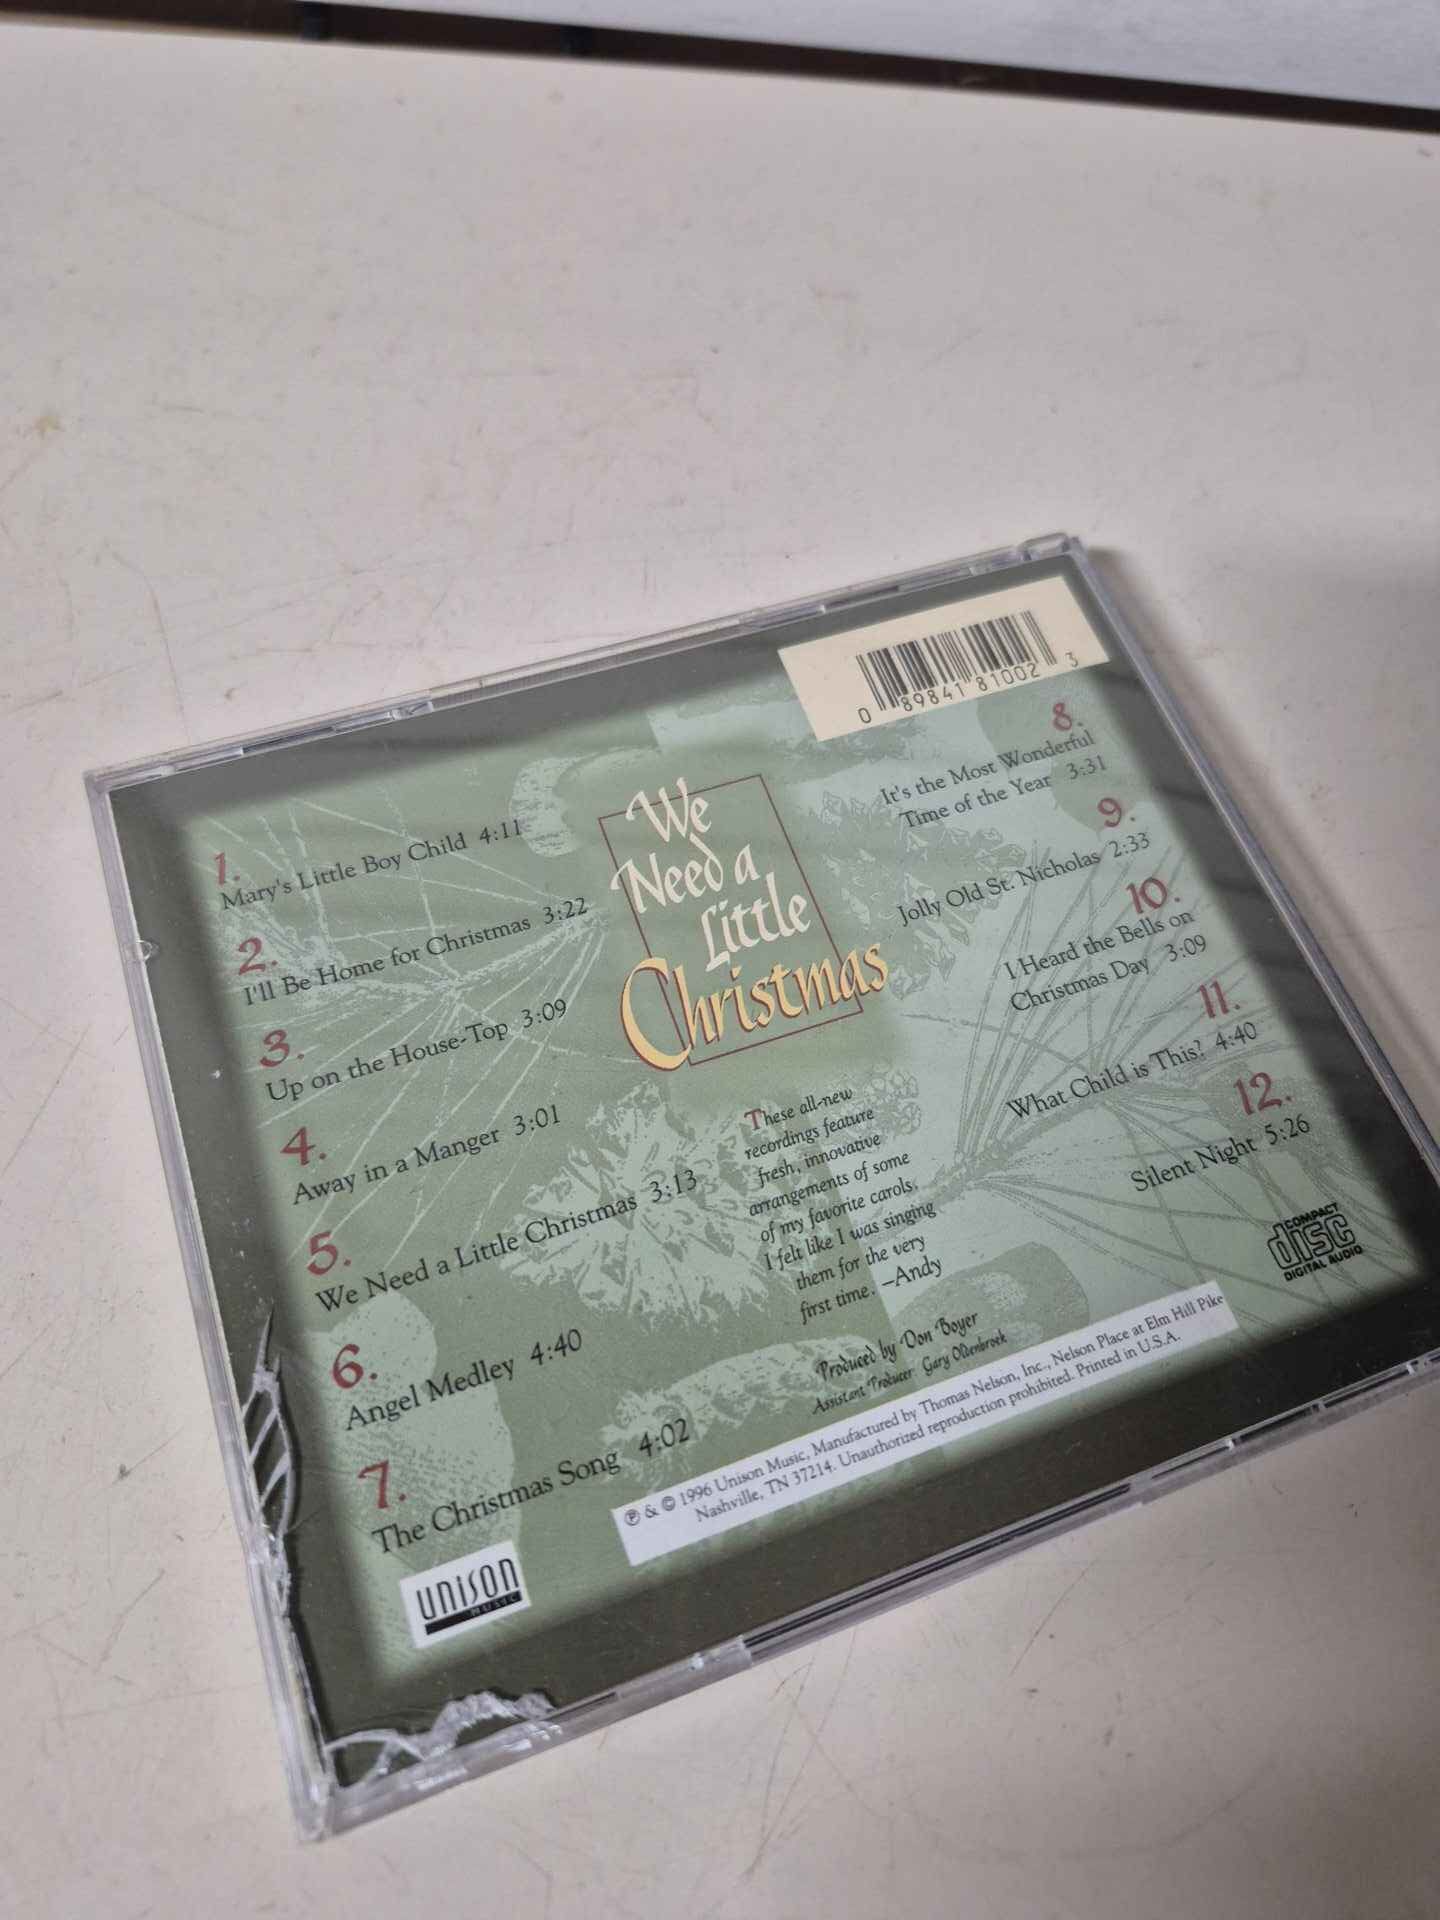 0 89841 81002 3
We
Need a
Little
Christmas
1.
Mary's Little Boy Child 4:11
2.
I'll Be Home for Christmas 3:22
3.
Up on the House-Top 3:09
4.
Away in a Manger 3:01
5.
We Need a Little Christmas 3:13
6.
Angel Medley 4:40
7.
The Christmas Song 4:02
8.
It's the Most Wonderful
Time of the Year 3:31
9.
Jolly Old St. Nicholas 2:33
10.
I Heard the Bells on
Christmas Day 3:09
11.
What Child is This? 4:40
12.
Silent Night 5:26
These all-new
recordings feature
fresh, innovative
arrangements of some
of my favorite carols.
I felt like I was singing
them for the very
first time. –Andy
Produced by Don Boyer
Assistant Producer Gary Oldenbroek
COMPACT
disc
DIGITAL AUDIO
℗ & © 1996 Unison Music, Manufactured by Thomas Nelson, Inc., Nelson Place at Elm Hill Pike
Nashville, TN 37214. Unauthorized reproduction prohibited. Printed in U.S.A.
UNISON
MUSIC